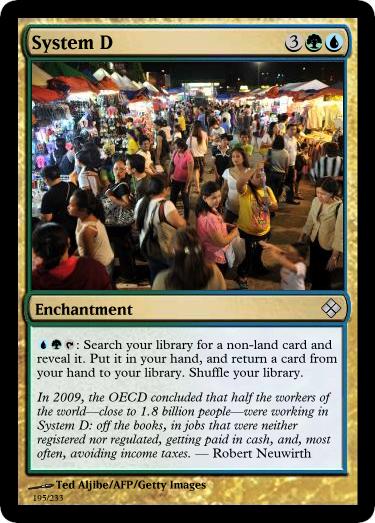 System D 3
Enchantment
: Search your library for a non-land card and
reveal it. Put it in your hand, and return a card from
your hand to your library. Shuffle your library.
In 2009, the OECD concluded that half the workers of
the world—close to 1.8 billion people—were working in
System D: off the books, in jobs that were neither
registered nor regulated, getting paid in cash, and, most
often, avoiding income taxes. — Robert Neuwirth
Ted Aljibe/AFP/Getty Images
195/233